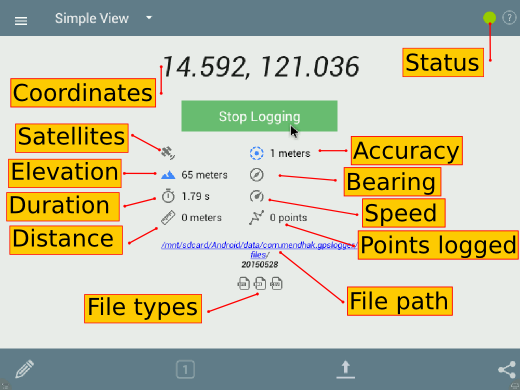 Simple View
?
Status
14.592, 121.036
Coordinates
Stop Logging
Satellites
1 meters
Accuracy
Elevation
65 meters
Bearing
Duration
1.79 s
Speed
Distance
0 meters
0 points
Points logged
/mnt/sdcard/Android/data/com.mendhak.gpslogger/
files/
20150528
File types
File path
1